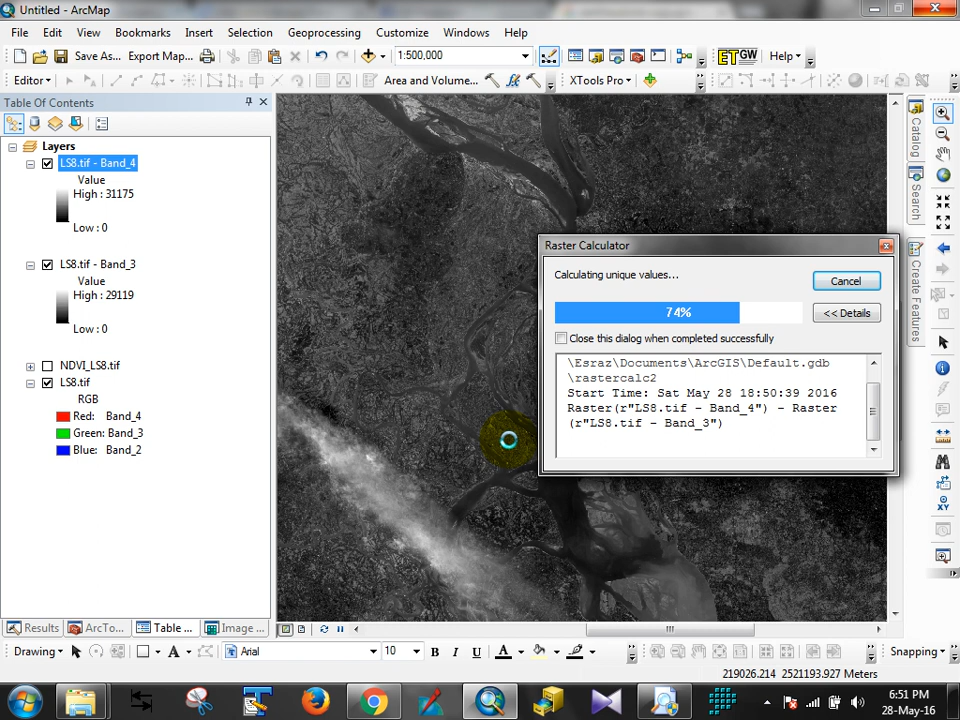 Untitled - ArcMap
File Edit View Bookmarks Insert Selection Geoprocessing Customize Windows Help
Save As... Export Map... 1:500,000 ETGW Help
Editor Area and Volume... XTools Pro
Table Of Contents
Layers
LS8.tif - Band_4
Value
High : 31175
Low : 0
LS8.tif - Band_3
Value
High : 29119
Low : 0
NDVI_LS8.tif
LS8.tif
RGB
Red: Band_4
Green: Band_3
Blue: Band_2
Raster Calculator
Calculating unique values...
Cancel
74%
<< Details
Close this dialog when completed successfully
\Esraz\Documents\ArcGIS\Default.gdb
\rastercalc2
Start Time: Sat May 28 18:50:39 2016
Raster(r"LS8.tif - Band_4") - Raster
(r"LS8.tif - Band_3")
Catalog
Search
Create Features
XY
Results ArcTo... Table ... Image ...
Drawing A Arial 10 B I U A
Snapping
219026.214 2521193.927 Meters
6:51 PM
28-May-16